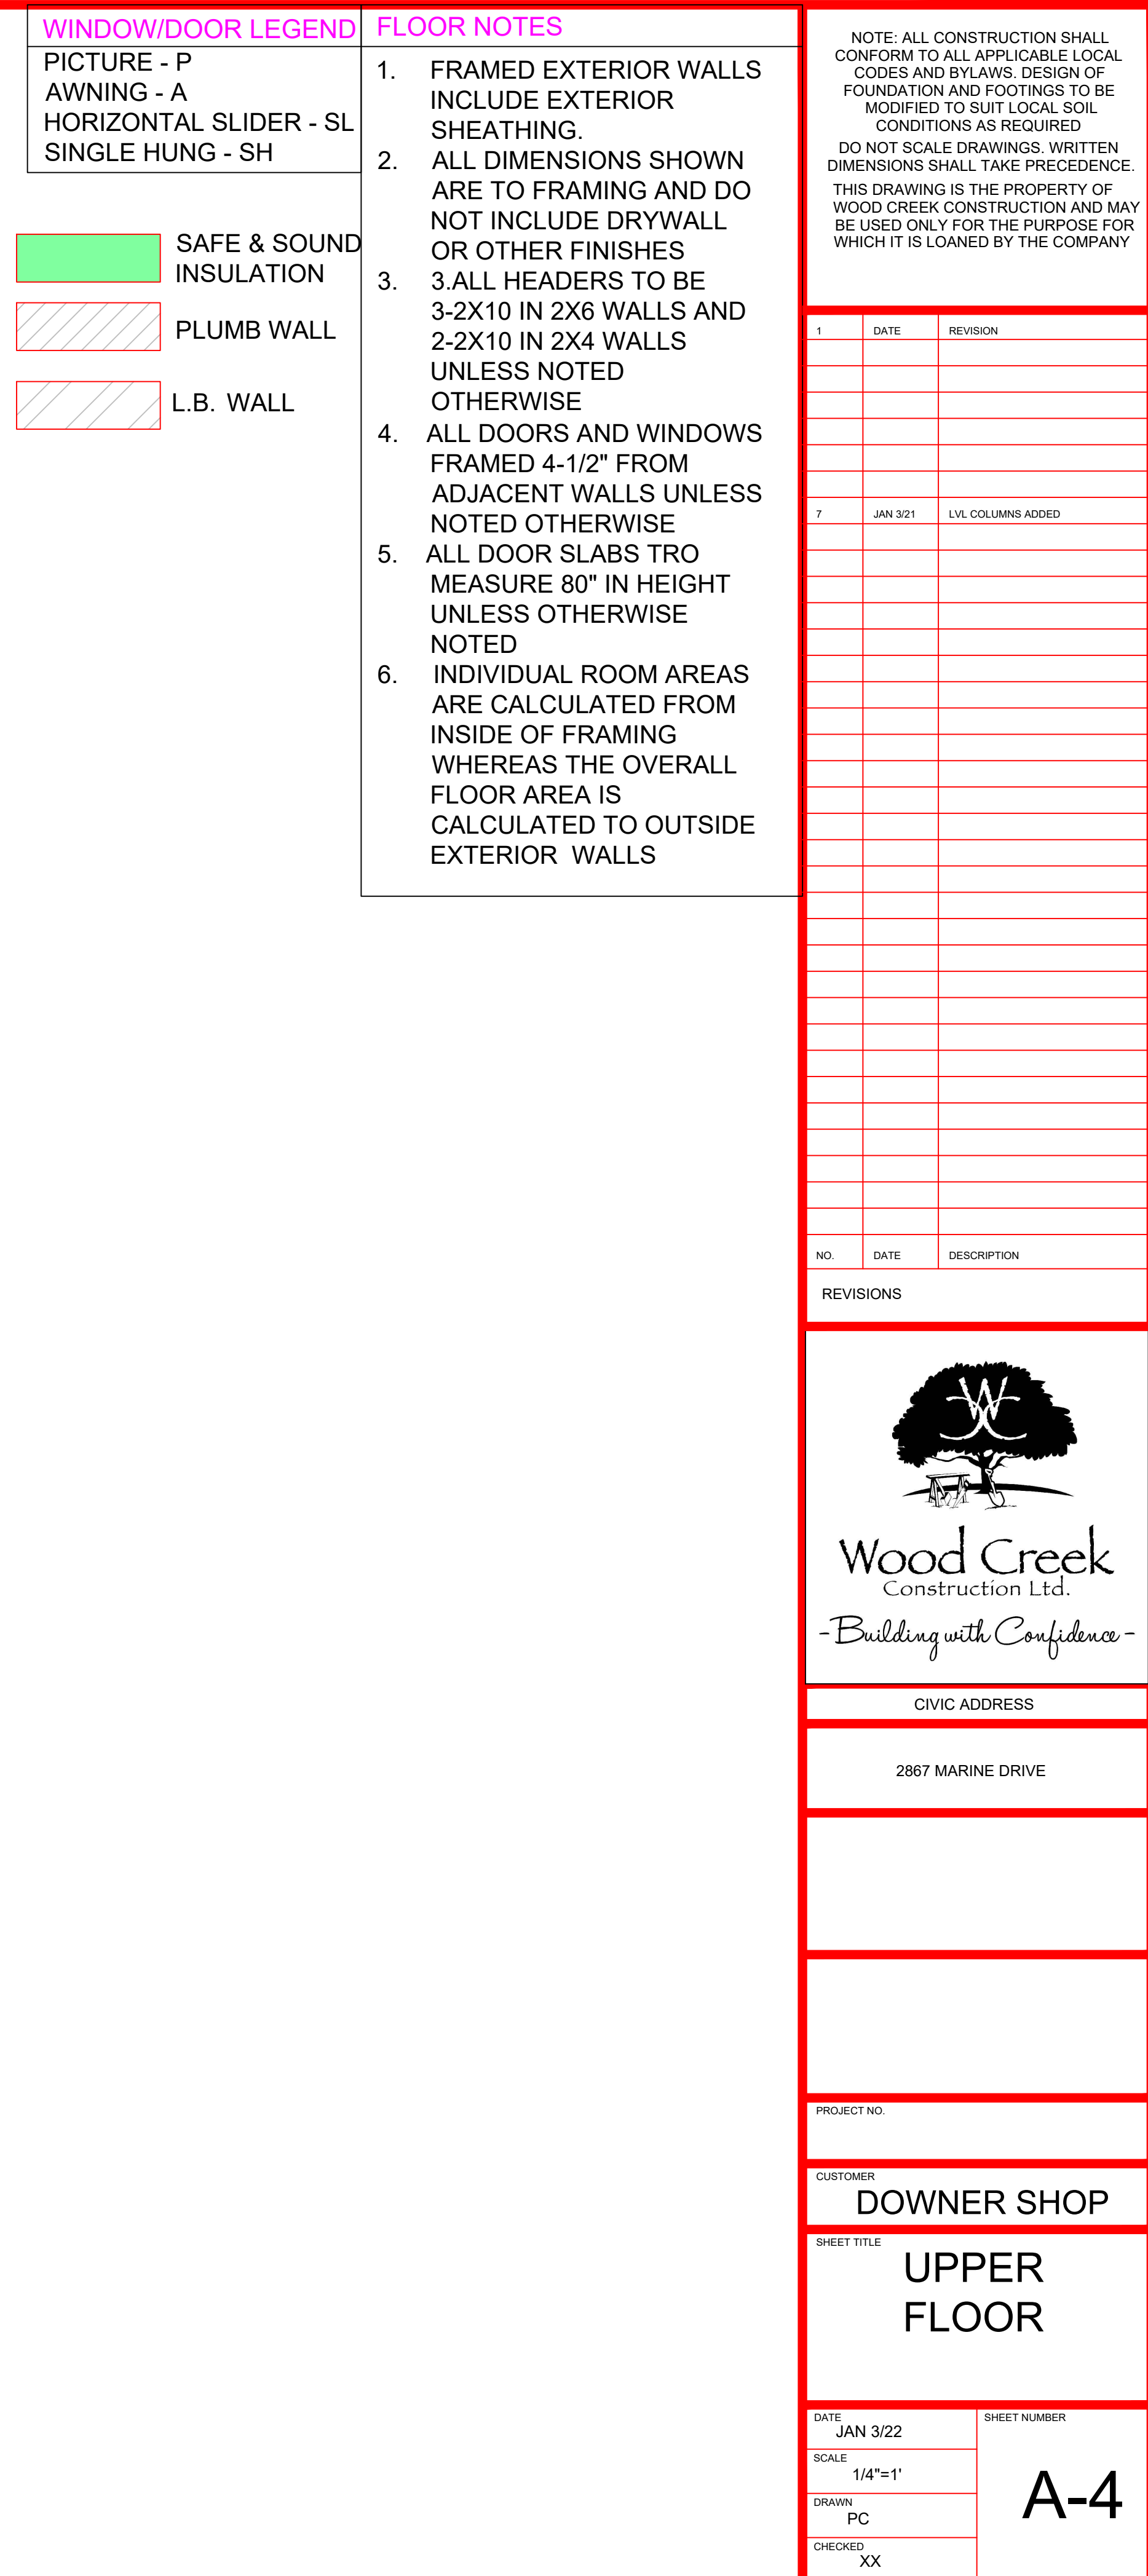 WINDOW/DOOR LEGEND
PICTURE - P
AWNING - A
HORIZONTAL SLIDER - SL
SINGLE HUNG - SH
SAFE & SOUND
INSULATION
PLUMB WALL
L.B. WALL
FLOOR NOTES
1. FRAMED EXTERIOR WALLS
INCLUDE EXTERIOR
SHEATHING.
2. ALL DIMENSIONS SHOWN
ARE TO FRAMING AND DO
NOT INCLUDE DRYWALL
OR OTHER FINISHES
3. 3.ALL HEADERS TO BE
3-2X10 IN 2X6 WALLS AND
2-2X10 IN 2X4 WALLS
UNLESS NOTED
OTHERWISE
4. ALL DOORS AND WINDOWS
FRAMED 4-1/2" FROM
ADJACENT WALLS UNLESS
NOTED OTHERWISE
5. ALL DOOR SLABS TRO
MEASURE 80" IN HEIGHT
UNLESS OTHERWISE
NOTED
6. INDIVIDUAL ROOM AREAS
ARE CALCULATED FROM
INSIDE OF FRAMING
WHEREAS THE OVERALL
FLOOR AREA IS
CALCULATED TO OUTSIDE
EXTERIOR WALLS
NOTE: ALL CONSTRUCTION SHALL
CONFORM TO ALL APPLICABLE LOCAL
CODES AND BYLAWS. DESIGN OF
FOUNDATION AND FOOTINGS TO BE
MODIFIED TO SUIT LOCAL SOIL
CONDITIONS AS REQUIRED
DO NOT SCALE DRAWINGS. WRITTEN
DIMENSIONS SHALL TAKE PRECEDENCE.
THIS DRAWING IS THE PROPERTY OF
WOOD CREEK CONSTRUCTION AND MAY
BE USED ONLY FOR THE PURPOSE FOR
WHICH IT IS LOANED BY THE COMPANY
1 DATE REVISION
7 JAN 3/21 LVL COLUMNS ADDED
NO. DATE DESCRIPTION
REVISIONS
WC
Wood Creek
Construction Ltd.
- Building with Confidence -
CIVIC ADDRESS
2867 MARINE DRIVE
PROJECT NO.
CUSTOMER
DOWNER SHOP
SHEET TITLE
UPPER
FLOOR
DATE
JAN 3/22
SCALE
1/4"=1'
DRAWN
PC
CHECKED
XX
SHEET NUMBER
A-4